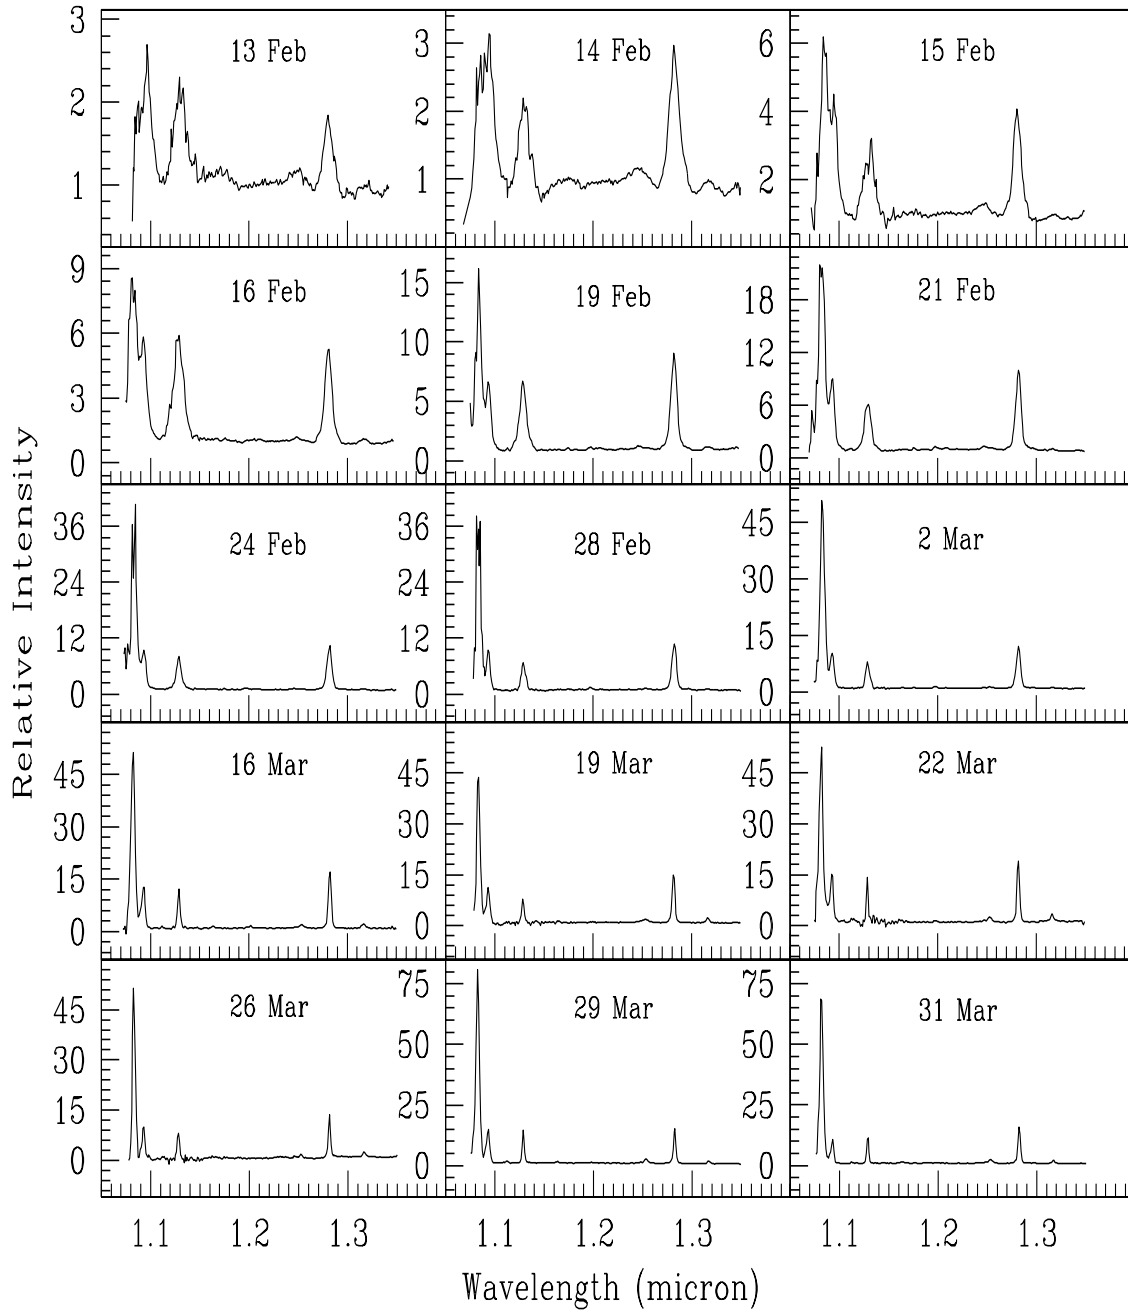 3 13 Feb 3 14 Feb 6 15 Feb
2 2 4
1 1 2
9 16 Feb 15 19 Feb 18 21 Feb
6 10 12
3 5 6
0 0 0
36 24 Feb 36 28 Feb 45 2 Mar
24 24 30
12 12 15
0 0 0
45 16 Mar 45 19 Mar 45 22 Mar
30 30 30
15 15 15
0 0 0
45 26 Mar 75 29 Mar 75 31 Mar
30 50 50
15 25 25
0 0 0
1.1 1.2 1.3 1.1 1.2 1.3 1.1 1.2 1.3
Wavelength (micron)
Relative Intensity